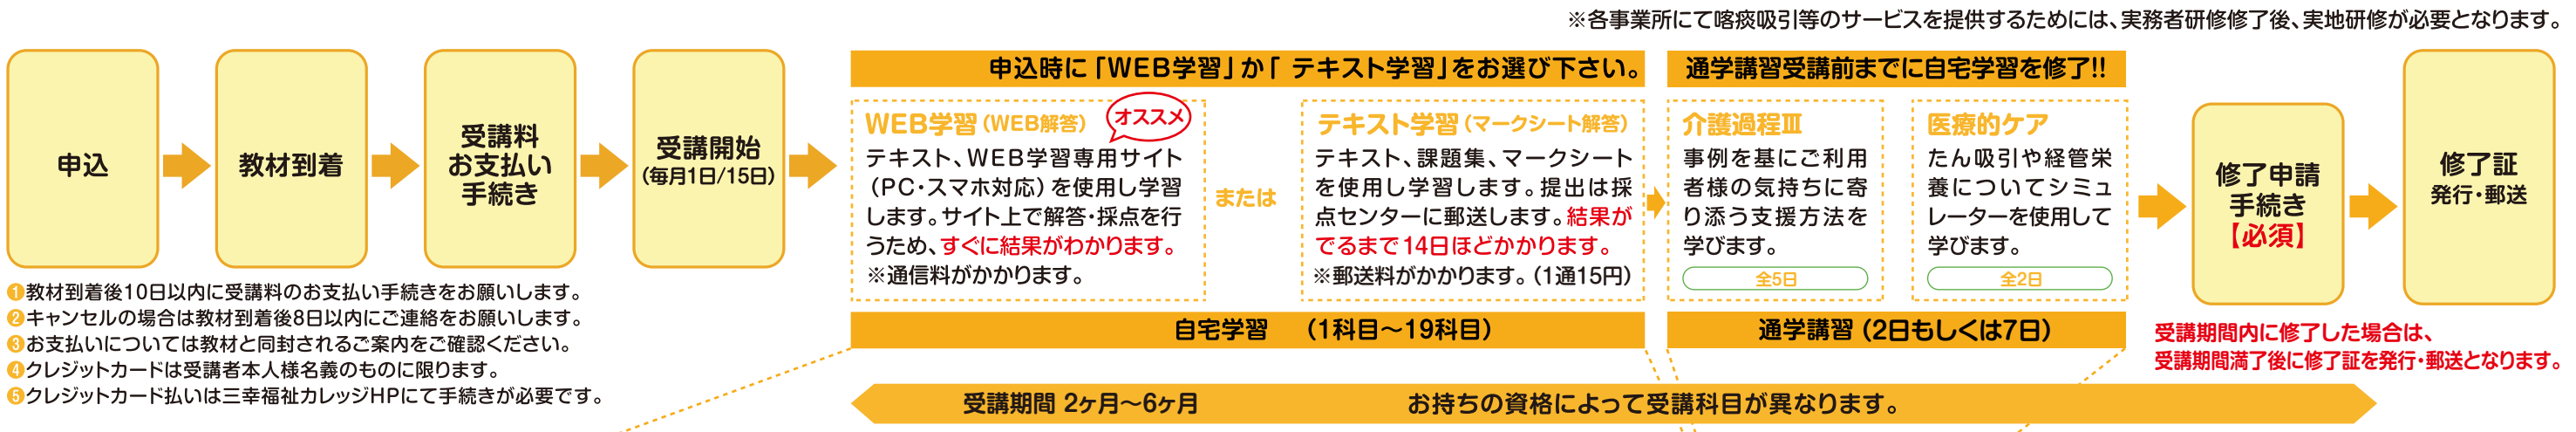 ※各事業所にて喀痰吸引等のサービスを提供するためには、実務者研修修了後、実地研修が必要となります。
申込
教材到着
受講料
お支払い
手続き
受講開始
(毎月1日/15日)
申込時に「WEB学習」か「 テキスト学習」をお選び下さい。
WEB学習(WEB解答)
オススメ
テキスト、WEB学習専用サイト
(PC・スマホ対応)を使用し学習
します。サイト上で解答・採点を行
うため、すぐに結果がわかります。
※通信料がかかります。
または
テキスト学習(マークシート解答)
テキスト、課題集、マークシート
を使用し学習します。提出は採
点センターに郵送します。結果が
でるまで14日ほどかかります。
※郵送料がかかります。(1通15円)
自宅学習 (1科目〜19科目)
通学講習受講前までに自宅学習を修了!!
介護過程Ⅲ
事例を基にご利用
者様の気持ちに寄
り添う支援方法を
学びます。
全5日
医療的ケア
たん吸引や経管栄
養についてシミュ
レーターを使用して
学びます。
全2日
通学講習(2日もしくは7日)
修了申請
手続き
【必須】
修了証
発行・郵送
❶教材到着後10日以内に受講料のお支払い手続きをお願いします。
❷キャンセルの場合は教材到着後8日以内にご連絡をお願いします。
❸お支払いについては教材と同封されるご案内をご確認ください。
❹クレジットカードは受講者本人様名義のものに限ります。
❺クレジットカード払いは三幸福祉カレッジHPにて手続きが必要です。
受講期間内に修了した場合は、
受講期間満了後に修了証を発行・郵送となります。
受講期間 2ヶ月〜6ヶ月 お持ちの資格によって受講科目が異なります。